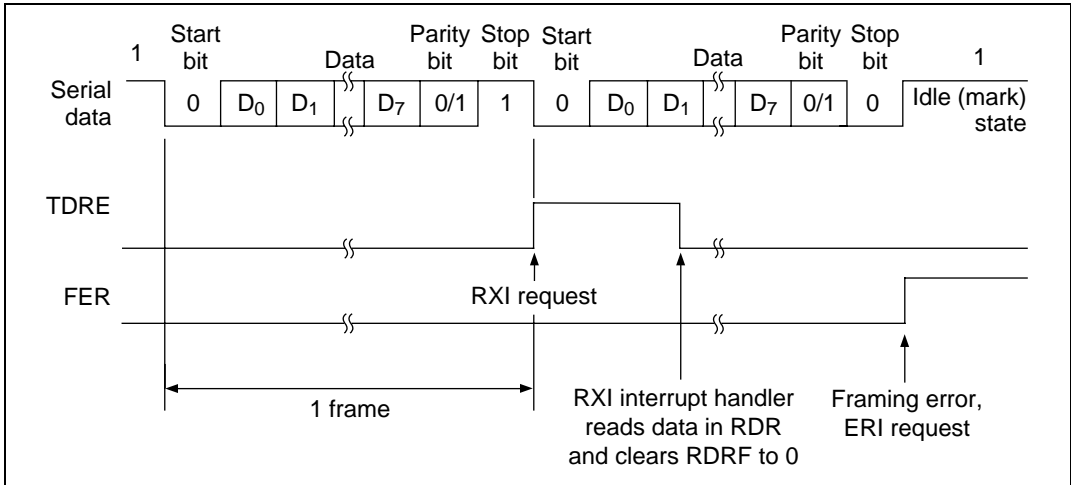 1
Start bit
Data
Parity bit
Stop bit
Start bit
Data
Parity bit
Stop bit
1
Serial data
0 D0 D1 D7 0/1 1 0 D0 D1 D7 0/1 0
Idle (mark) state
TDRE
RXI request
FER
1 frame
RXI interrupt handler
reads data in RDR
and clears RDRF to 0
Framing error,
ERI request